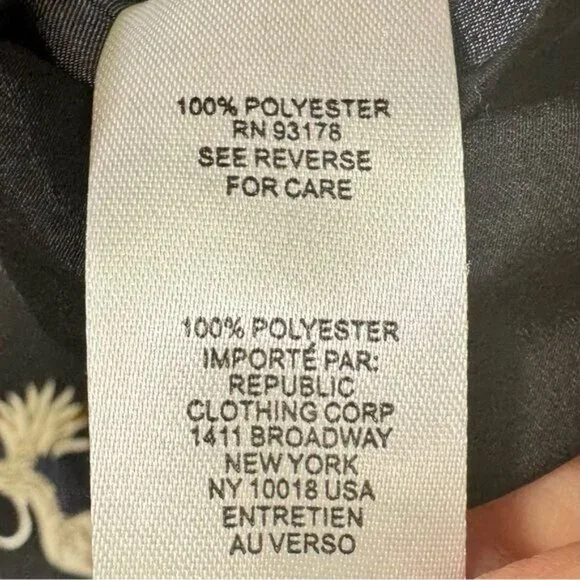 100% POLYESTER
RN 93178
SEE REVERSE
FOR CARE
100% POLYESTER
IMPORTÉ PAR:
REPUBLIC
CLOTHING CORP
1411 BROADWAY
NEW YORK
NY 10018 USA
ENTRETIEN
AU VERSO